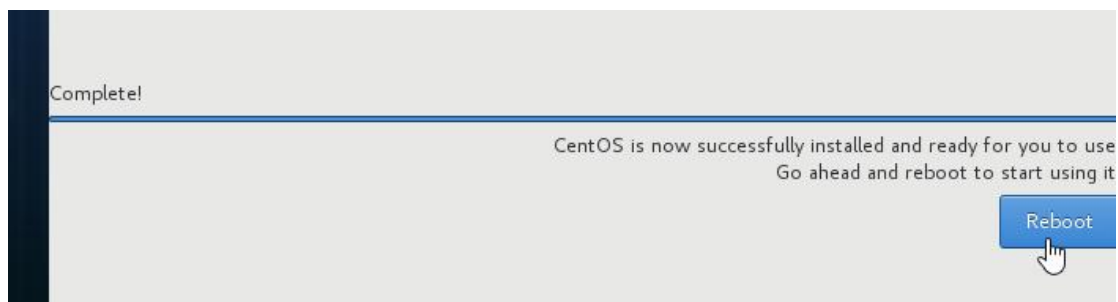 Complete!
CentOS is now successfully installed and ready for you to use
Go ahead and reboot to start using it
Reboot